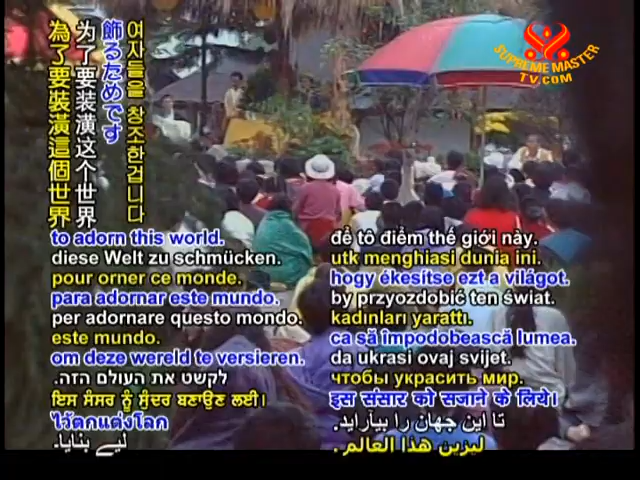 SUPREME MASTER
TV.COM
여자들을 창조한겁니다
飾るためです
为了要装潢这个世界
為了要裝潢這個世界
to adorn this world.
diese Welt zu schmücken.
pour orner ce monde.
para adornar este mundo.
per adornare questo mondo.
este mundo.
om deze wereld te versieren.
לקשט את העולם הזה.
ਇਸ ਸੰਸਾਰ ਨੂੰ ਸੁੰਦਰ ਬਣਾਉਣ ਲਈ।
ไว้ตกแต่งโลก
لیے بنایا۔
để tô điểm thế giới này.
utk menghiasi dunia ini.
hogy ékesítse ezt a világot.
by przyozdobić ten świat.
kadınları yarattı.
ca să împodobească lumea.
da ukrasi ovaj svijet.
чтобы украсить мир.
इस संसार को सजाने के लिये।
تا این جهان را بیآراید.
ليزين هذا العالم.